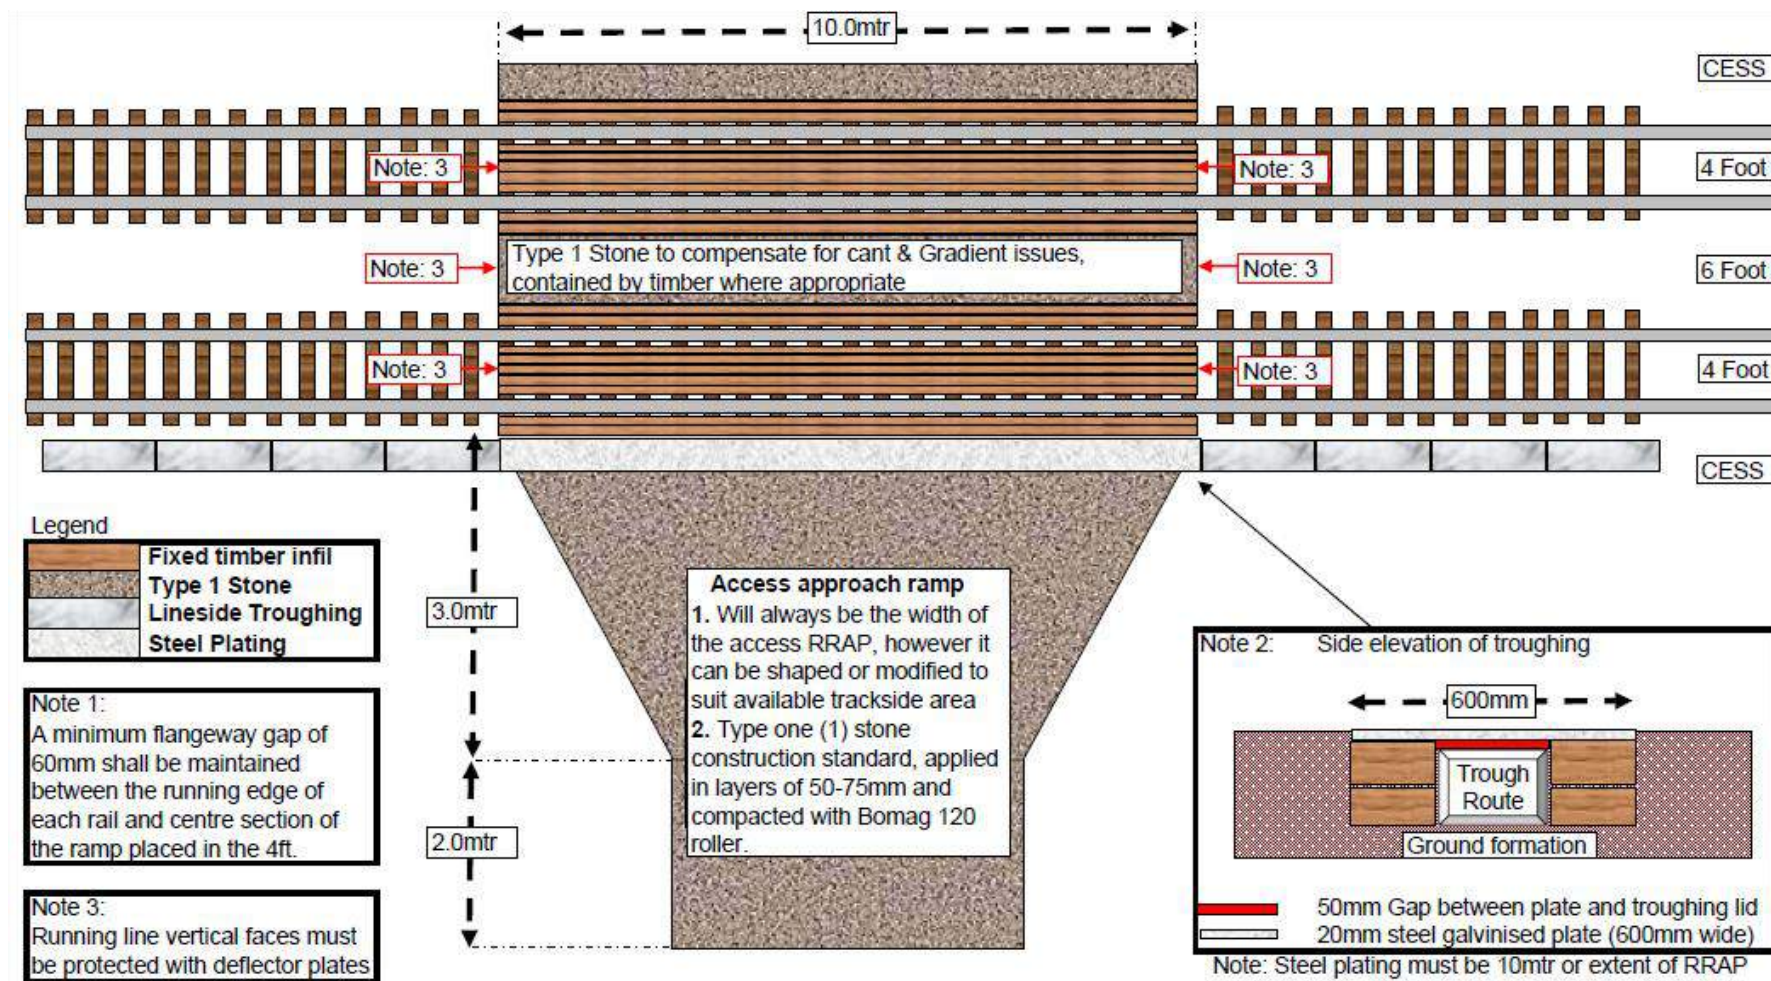 10.0mtr
CESS
Note: 3
Note: 3
4 Foot
Type 1 Stone to compensate for cant & Gradient issues,
contained by timber where appropriate
Note: 3
Note: 3
6 Foot
Note: 3
Note: 3
4 Foot
CESS
Legend
Fixed timber infil
Type 1 Stone
Lineside Troughing
Steel Plating
3.0mtr
2.0mtr
Note 1:
A minimum flangeway gap of
60mm shall be maintained
between the running edge of
each rail and centre section of
the ramp placed in the 4ft.
Note 3:
Running line vertical faces must
be protected with deflector plates
Access approach ramp
1. Will always be the width of
the access RRAP, however it
can be shaped or modified to
suit available trackside area
2. Type one (1) stone
construction standard, applied
in layers of 50-75mm and
compacted with Bomag 120
roller.
Note 2: Side elevation of troughing
600mm
Trough
Route
Ground formation
50mm Gap between plate and troughing lid
20mm steel galvinised plate (600mm wide)
Note: Steel plating must be 10mtr or extent of RRAP